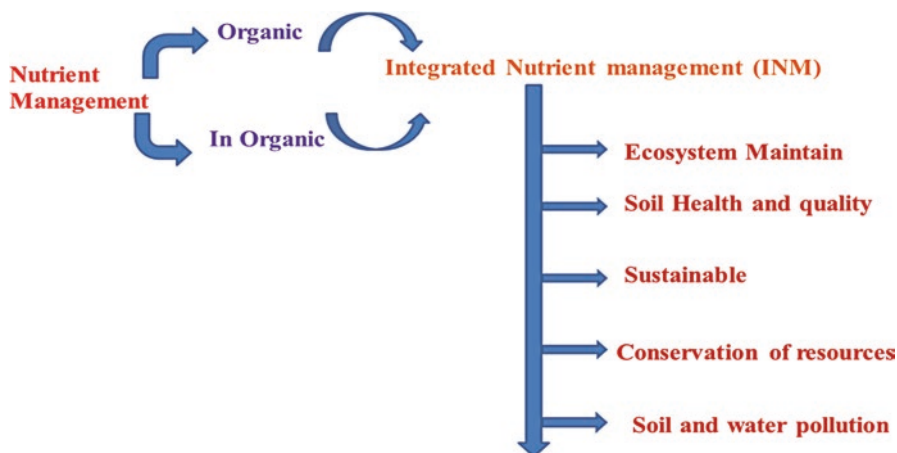 Organic
Nutrient
Management
Integrated Nutrient management (INM)
In Organic
Ecosystem Maintain
Soil Health and quality
Sustainable
Conservation of resources
Soil and water pollution